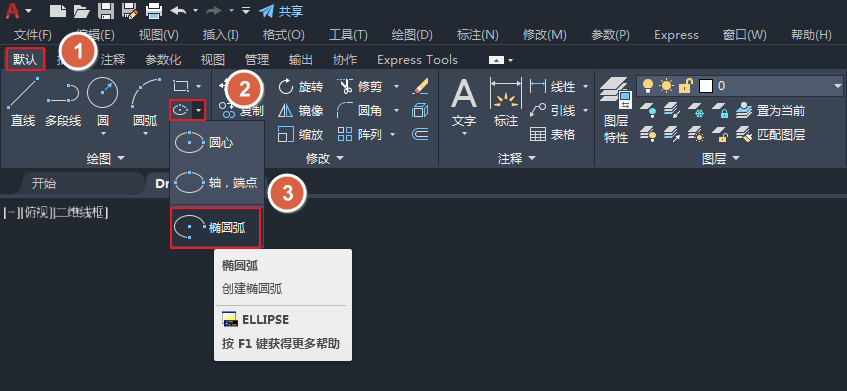 A 共享
文件(F) 编辑(E) 视图(V) 插入(I) 格式(O) 工具(T) 绘图(D) 标注(N) 修改(M) 参数(P) Express 窗口(W) 帮助(H)
1
默认 注释 参数化 视图 管理 输出 协作 Express Tools
2
直线 多段线 圆 圆弧 复制 旋转 修剪 镜像 圆角 缩放 阵列 A 文字 标注 线性 引线 表格 图层特性 0 置为当前 匹配图层
绘图 修改 注释 图层
圆心
轴，端点
3
椭圆弧
开始 Dr
[-][俯视][二维线框]
椭圆弧
创建椭圆弧
ELLIPSE
按 F1 键获得更多帮助